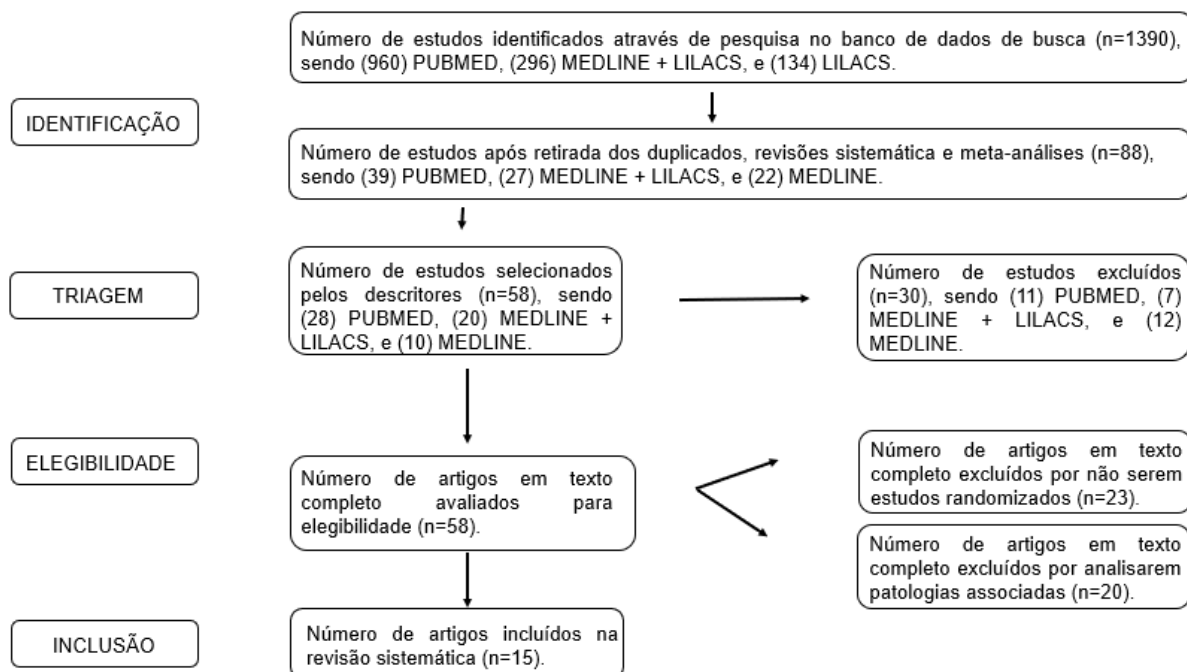 Número de estudos identificados através de pesquisa no banco de dados de busca (n=1390),
sendo (960) PUBMED, (296) MEDLINE + LILACS, e (134) LILACS.
IDENTIFICAÇÃO
Número de estudos após retirada dos duplicados, revisões sistemática e meta-análises (n=88),
sendo (39) PUBMED, (27) MEDLINE + LILACS, e (22) MEDLINE.
TRIAGEM
Número de estudos selecionados
pelos descritores (n=58), sendo
(28) PUBMED, (20) MEDLINE +
LILACS, e (10) MEDLINE.
Número de estudos excluídos
(n=30), sendo (11) PUBMED, (7)
MEDLINE + LILACS, e (12)
MEDLINE.
ELEGIBILIDADE
Número de artigos em texto
completo avaliados para
elegibilidade (n=58).
Número de artigos em texto
completo excluídos por não serem
estudos randomizados (n=23).
Número de artigos em texto
completo excluídos por analisarem
patologias associadas (n=20).
INCLUSÃO
Número de artigos incluídos na
revisão sistemática (n=15).